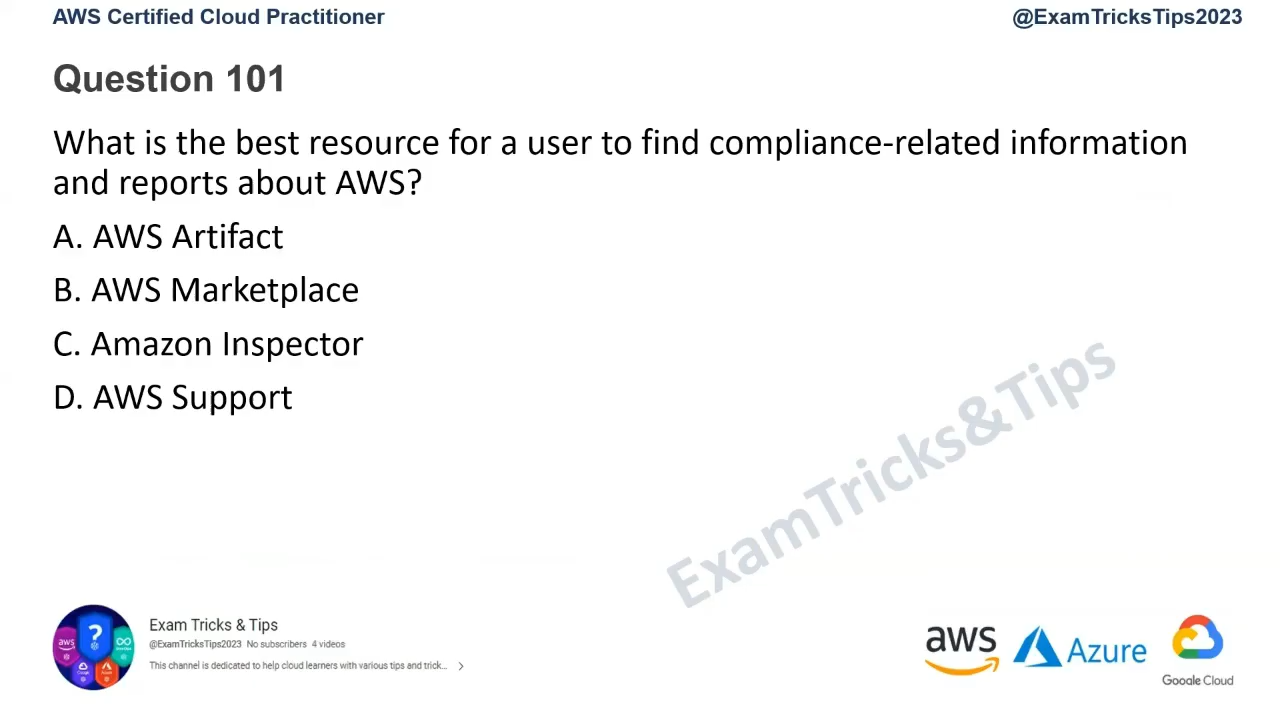 AWS Certified Cloud Practitioner
@ExamTricksTips2023
Question 101
What is the best resource for a user to find compliance-related information
and reports about AWS?
A. AWS Artifact
B. AWS Marketplace
C. Amazon Inspector
D. AWS Support
ExamTricks&Tips
?
aws
Exam Tricks & Tips
@ExamTricksTips2023 No subscribers 4 videos
This channel is dedicated to help cloud learners with various tips and trick...
aws
Azure
Google Cloud